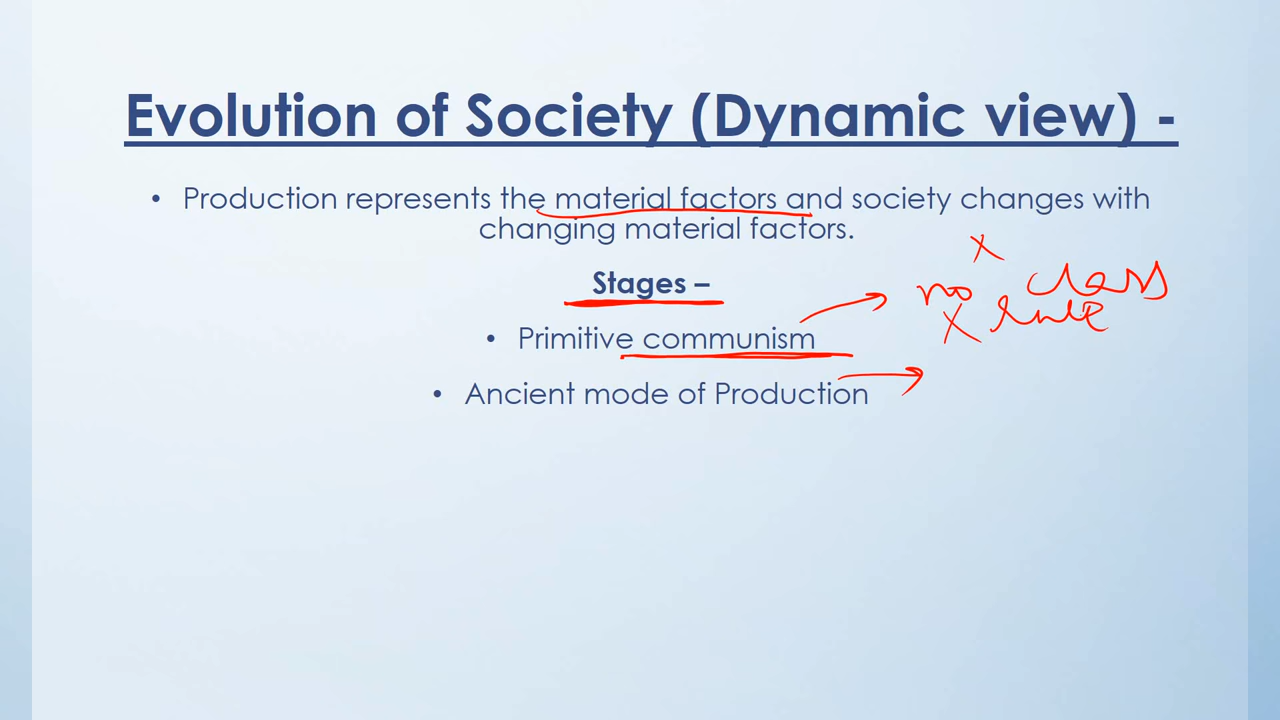 Evolution of Society (Dynamic view) -
• Production represents the material factors and society changes with
changing material factors.
Stages –
• Primitive communism
no class
x rule
• Ancient mode of Production